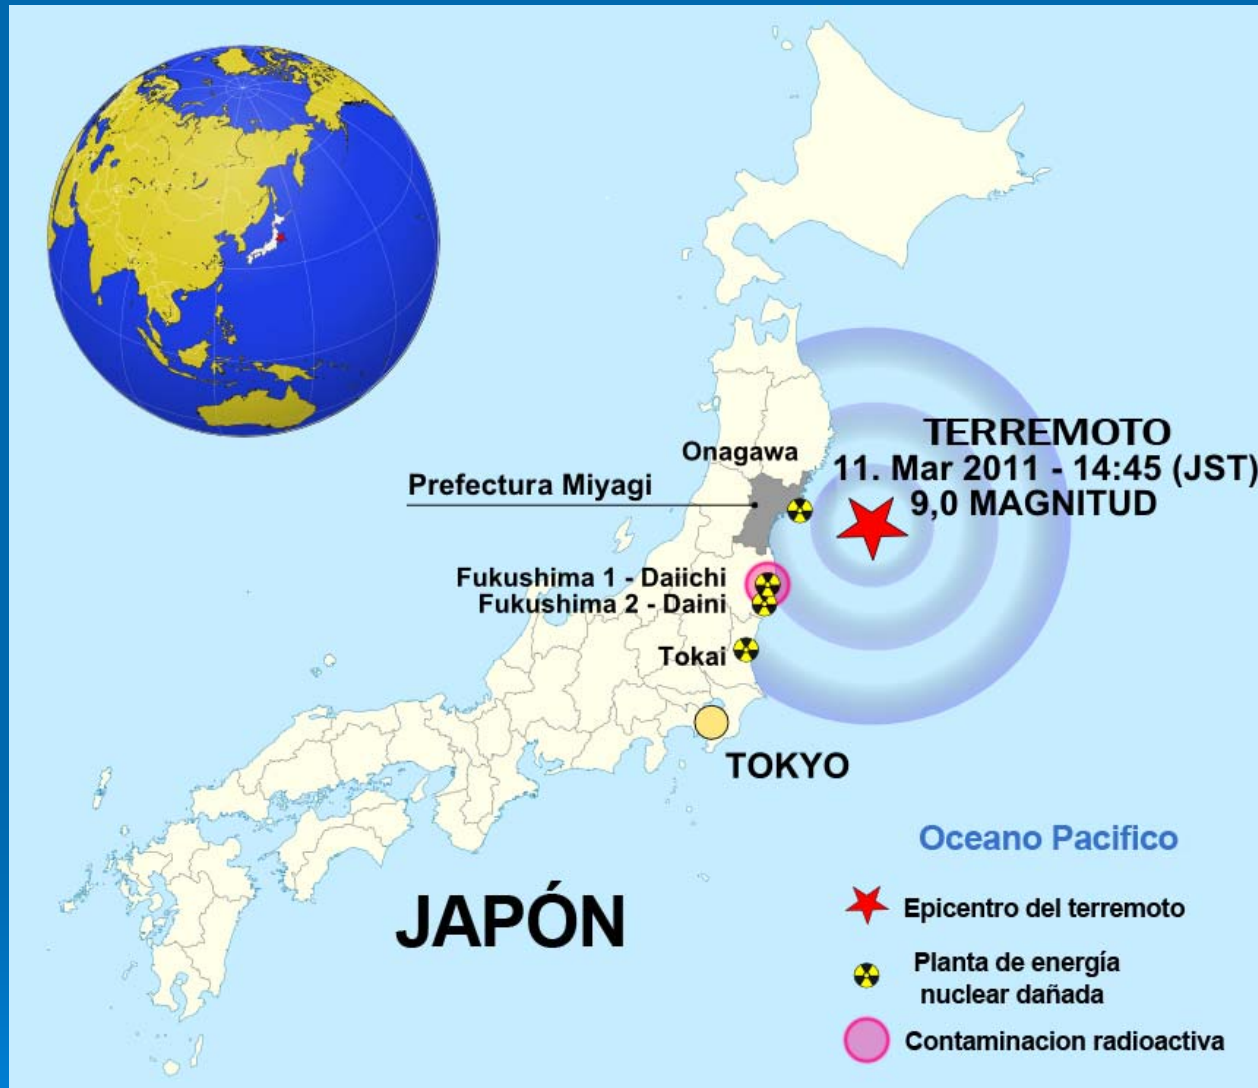 TERREMOTO
Onagawa
11. Mar 2011 - 14:45 (JST)
Prefectura Miyagi
9,0 MAGNITUD
Fukushima 1 - Daiichi
Fukushima 2 - Daini
Tokai
TOKYO
Oceano Pacifico
JAPÓN
Epicentro del terremoto
Planta de energía
nuclear dañada
Contaminacion radioactiva